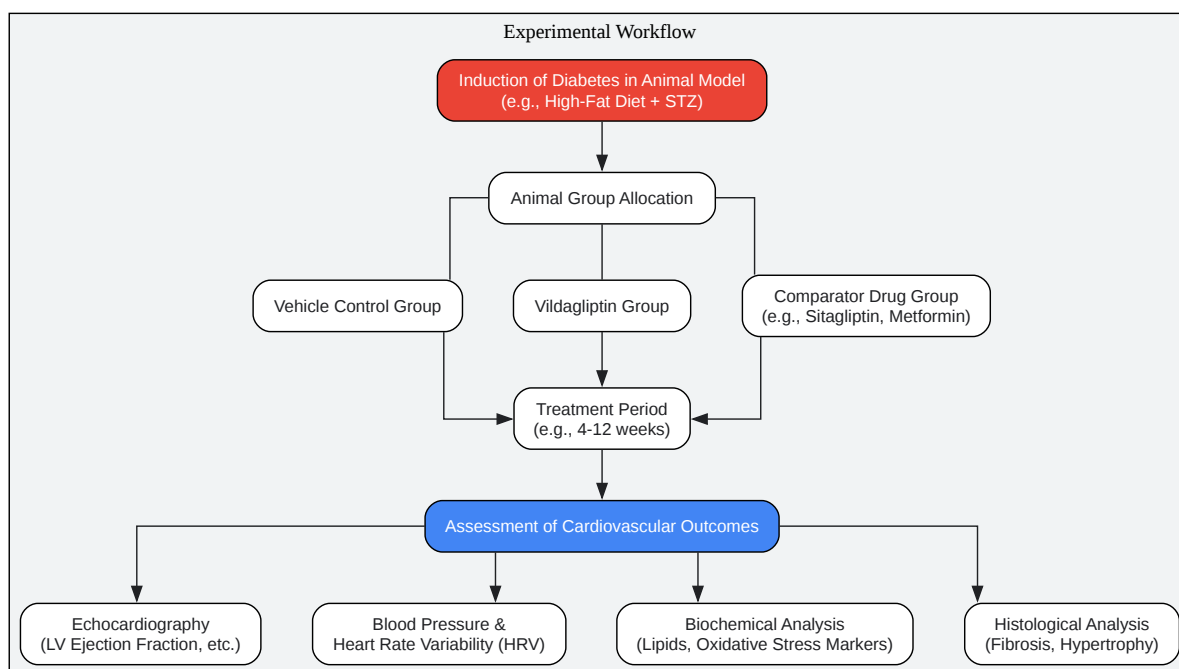 Experimental Workflow
Induction of Diabetes in Animal Model
(e.g., High-Fat Diet + STZ)
Animal Group Allocation
Vehicle Control Group
Vildagliptin Group
Comparator Drug Group
(e.g., Sitagliptin, Metformin)
Treatment Period
(e.g., 4-12 weeks)
Assessment of Cardiovascular Outcomes
Echocardiography
(LV Ejection Fraction, etc.)
Blood Pressure &
Heart Rate Variability (HRV)
Biochemical Analysis
(Lipids, Oxidative Stress Markers)
Histological Analysis
(Fibrosis, Hypertrophy)